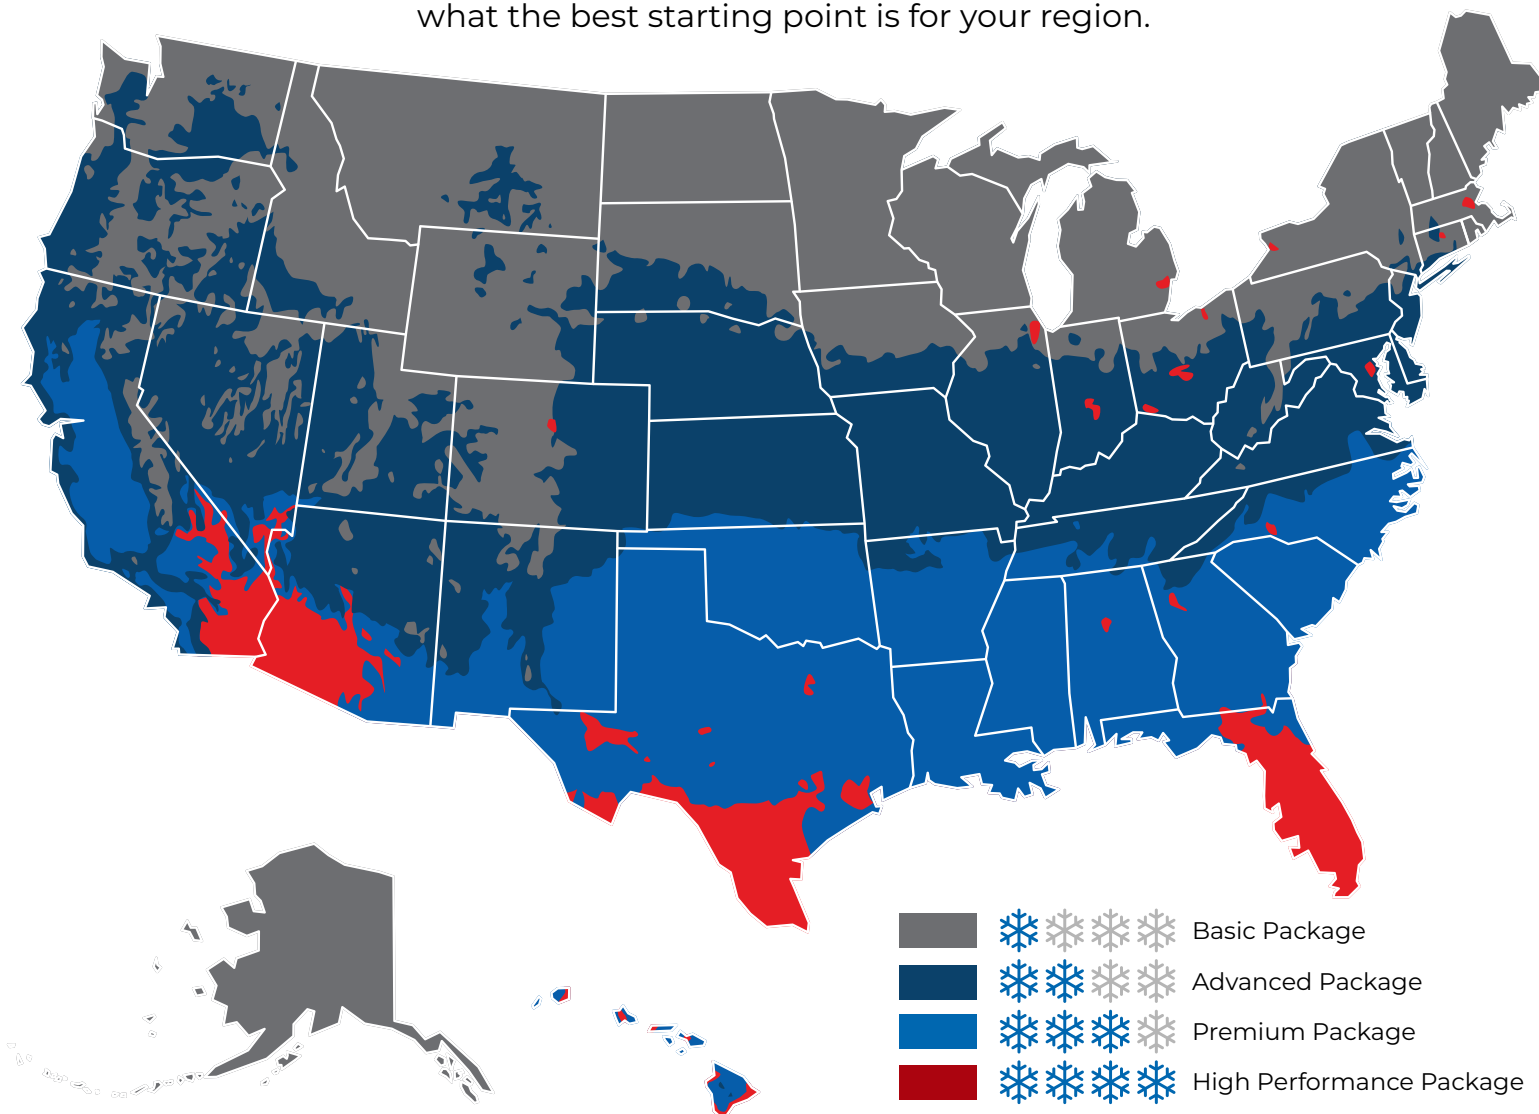 what the best starting point is for your region.
Basic Package
Advanced Package
Premium Package
High Performance Package